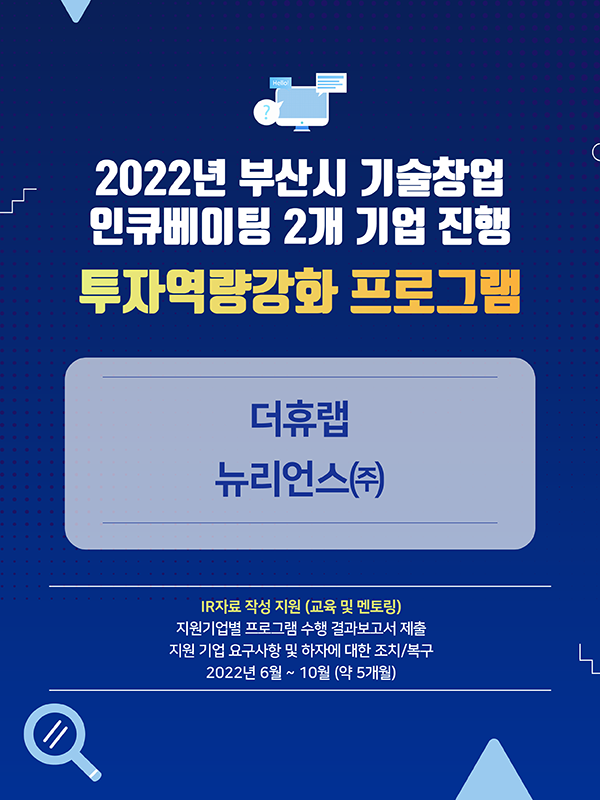 Hello!
?
2022년 부산시 기술창업
인큐베이팅 2개 기업 진행
투자역량강화 프로그램
더휴랩
뉴리언스㈜
IR자료 작성 지원 (교육 및 멘토링)
지원기업별 프로그램 수행 결과보고서 제출
지원 기업 요구사항 및 하자에 대한 조치/복구
2022년 6월 ~ 10월 (약 5개월)